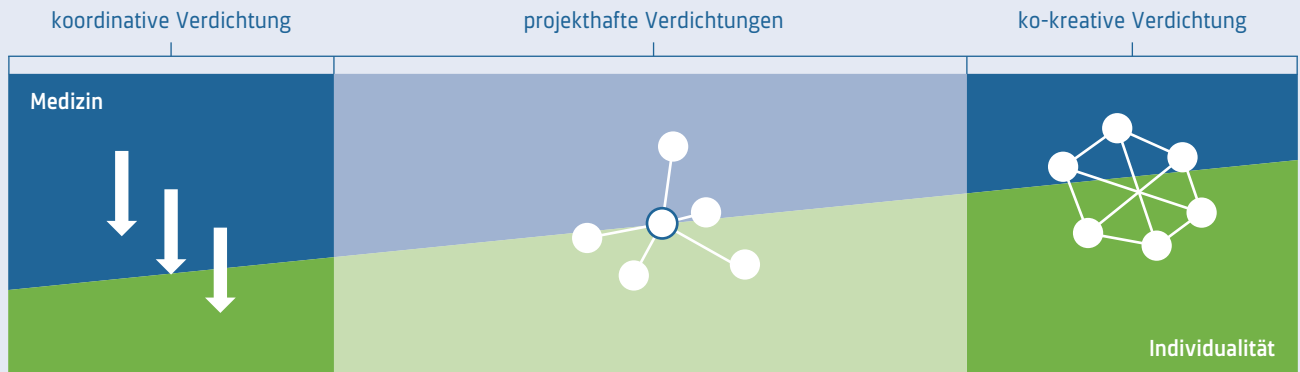 koordinative Verdichtung
projekthafte Verdichtungen
ko-kreative Verdichtung
Medizin
Individualität